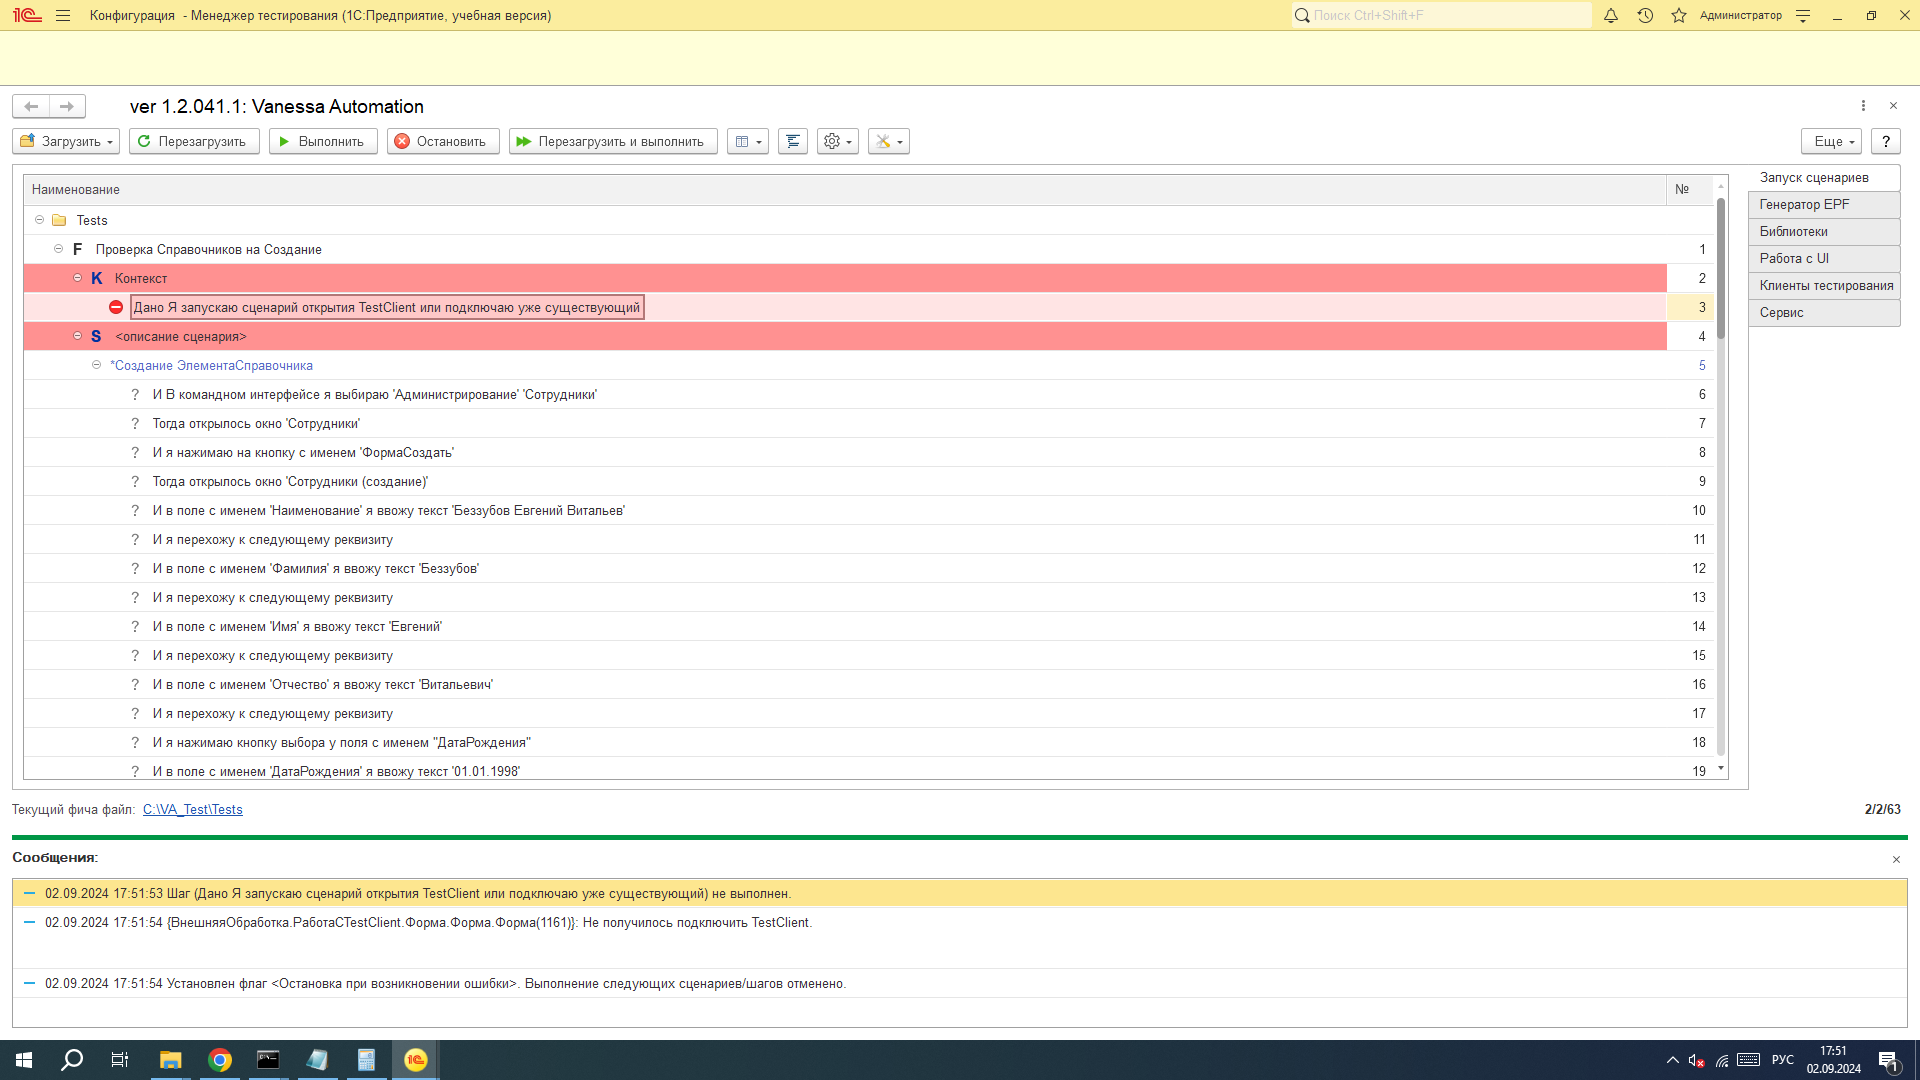 Конфигурация - Менеджер тестирования (1С:Предприятие, учебная версия)
Поиск Ctrl+Shift+F
Администратор
ver 1.2.041.1: Vanessa Automation
Загрузить
Перезагрузить
Выполнить
Остановить
Перезагрузить и выполнить
Еще
?
Наименование №
Tests
F Проверка Справочников на Создание 1
K Контекст 2
Дано Я запускаю сценарий открытия TestClient или подключаю уже существующий 3
S <описание сценария> 4
*Создание ЭлементаСправочника 5
? И В командном интерфейсе я выбираю 'Администрирование' 'Сотрудники' 6
? Тогда открылось окно 'Сотрудники' 7
? И я нажимаю на кнопку с именем 'ФормаСоздать' 8
? Тогда открылось окно 'Сотрудники (создание)' 9
? И в поле с именем 'Наименование' я ввожу текст 'Беззубов Евгений Витальев' 10
? И я перехожу к следующему реквизиту 11
? И в поле с именем 'Фамилия' я ввожу текст 'Беззубов' 12
? И я перехожу к следующему реквизиту 13
? И в поле с именем 'Имя' я ввожу текст 'Евгений' 14
? И я перехожу к следующему реквизиту 15
? И в поле с именем 'Отчество' я ввожу текст 'Витальевич' 16
? И я перехожу к следующему реквизиту 17
? И я нажимаю кнопку выбора у поля с именем "ДатаРождения" 18
? И в поле с именем 'ДатаРождения' я ввожу текст '01.01.1998' 19
Запуск сценариев
Генератор EPF
Библиотеки
Работа с UI
Клиенты тестирования
Сервис
Текущий фича файл: C:\VA_Test\Tests
2/2/63
Сообщения:
02.09.2024 17:51:53 Шаг (Дано Я запускаю сценарий открытия TestClient или подключаю уже существующий) не выполнен.
02.09.2024 17:51:54 {ВнешняяОбработка.РаботаСTestClient.Форма.Форма.Форма(1161)}: Не получилось подключить TestClient.
02.09.2024 17:51:54 Установлен флаг <Остановка при возникновении ошибки>. Выполнение следующих сценариев/шагов отменено.
РУС
17:51
02.09.2024
1